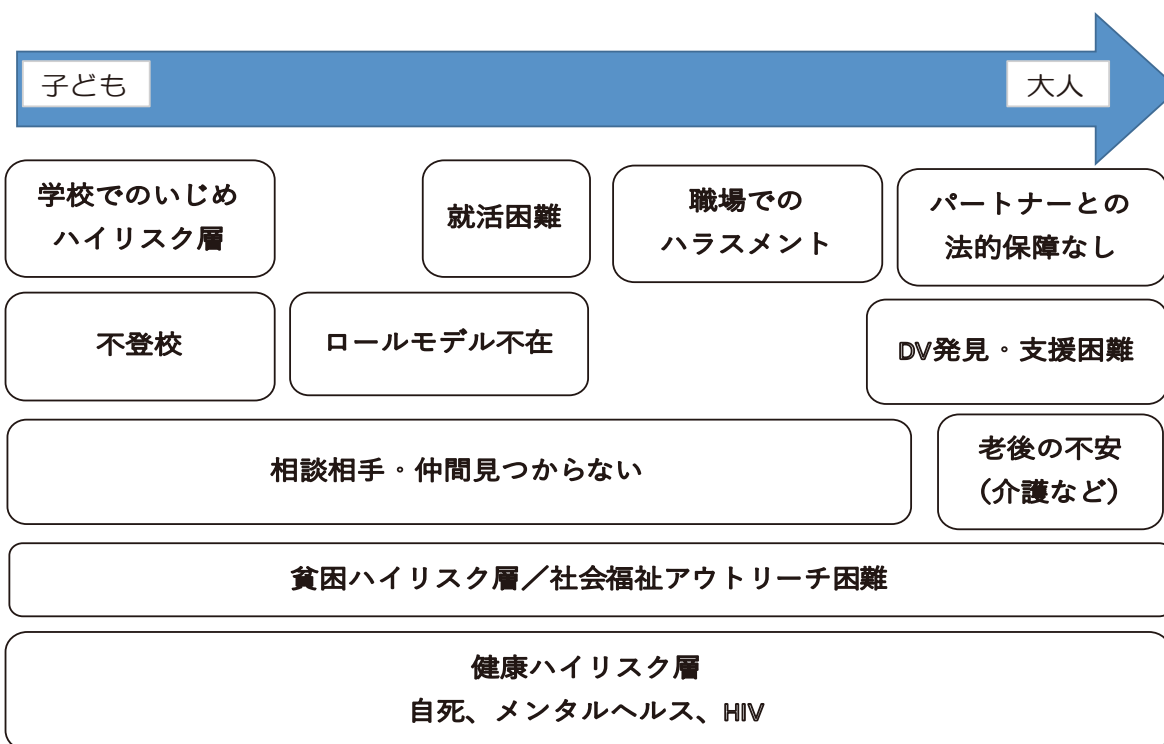 子ども
大人
学校でのいじめ
ハイリスク層
就活困難
職場での
ハラスメント
パートナーとの
法的保障なし
不登校
ロールモデル不在
DV発見・支援困難
相談相手・仲間見つからない
老後の不安
（介護など）
貧困ハイリスク層／社会福祉アウトリーチ困難
健康ハイリスク層
自死、メンタルヘルス、HIV